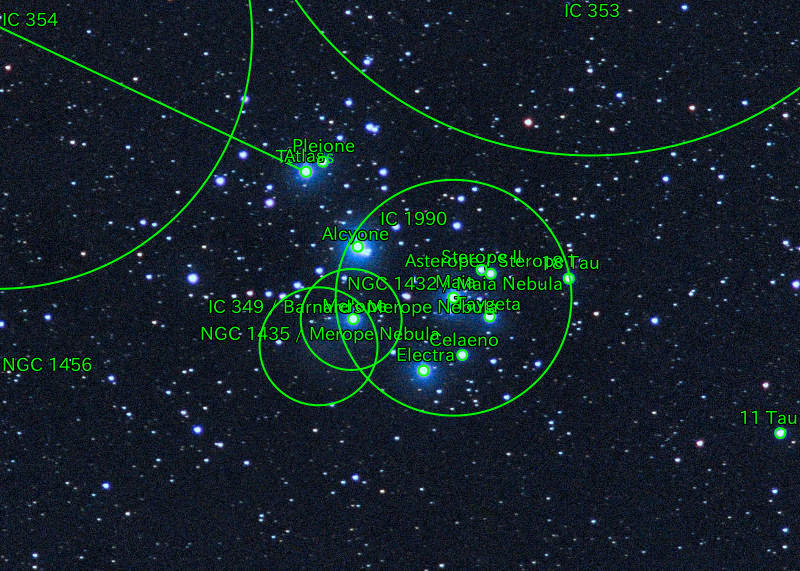 IC 354
IC 353
Pleione
Atlas
IC 1990
Alcyone
Sterope II
Asterope
Sterope
18 Tau
NGC 1432 / Maia Nebula
Maia
Taygeta
IC 349 / Barnard's Merope Nebula
Merope
NGC 1435 / Merope Nebula
Celaeno
Electra
NGC 1456
11 Tau